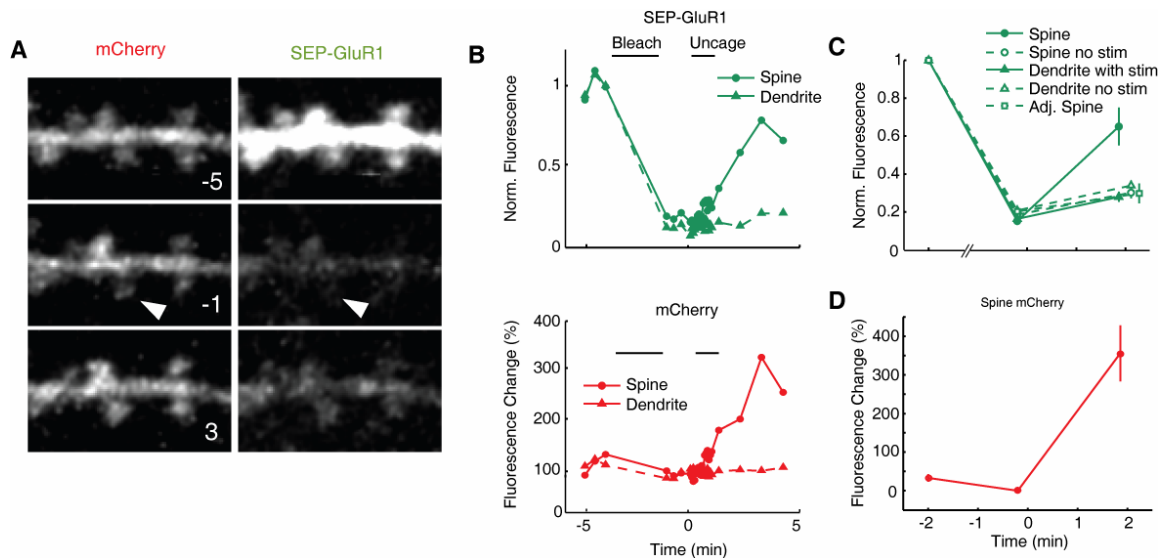 A
mCherry
SEP-GluR1
-5
-1
3
B
SEP-GluR1
Bleach
Uncage
Spine
Dendrite
Norm. Fluorescence
1
0.5
0
mCherry
Spine
Dendrite
Fluorescence Change (%)
400
300
200
100
0
-5
0
5
Time (min)
C
Spine
Spine no stim
Dendrite with stim
Dendrite no stim
Adj. Spine
Norm. Fluorescence
1
0.8
0.6
0.4
0.2
0
D
Spine mCherry
Fluorescence Change (%)
400
300
200
100
0
-2
-1
0
1
2
Time (min)